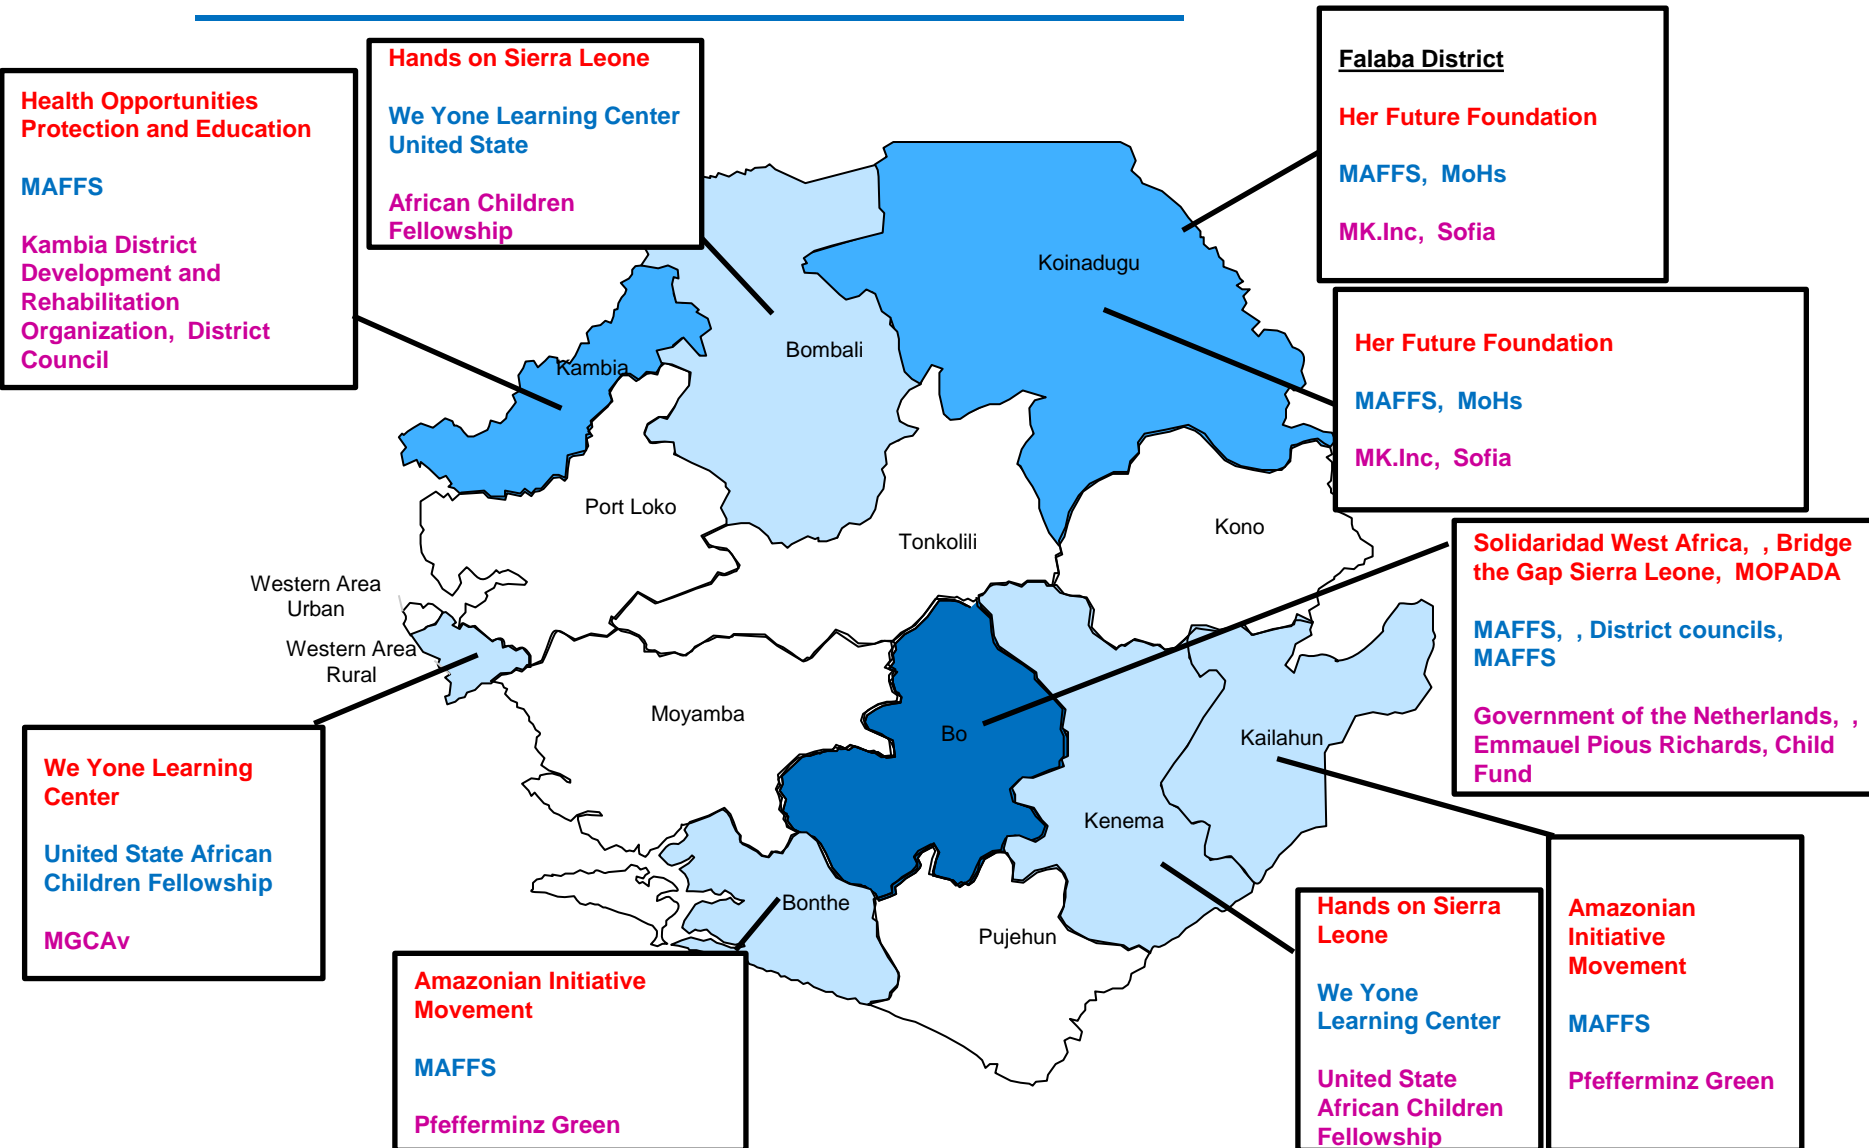 Health Opportunities
Protection and Education
MAFFS
Kambia District
Development and
Rehabilitation
Organization, District
Council
Hands on Sierra Leone
We Yone Learning Center
United State
African Children
Fellowship
Falaba District
Her Future Foundation
MAFFS, MoHs
MK.Inc, Sofia
Her Future Foundation
MAFFS, MoHs
MK.Inc, Sofia
Koinadugu
Bombali
Kambia
Port Loko
Tonkolili
Kono
Western Area
Urban
Western Area
Rural
Moyamba
Bo
Kailahun
Kenema
Bonthe
Pujehun
Solidaridad West Africa, , Bridge
the Gap Sierra Leone, MOPADA
MAFFS, , District councils,
MAFFS
Government of the Netherlands, ,
Emmauel Pious Richards, Child
Fund
We Yone Learning
Center
United State African
Children Fellowship
MGCAv
Amazonian Initiative
Movement
MAFFS
Pfefferminz Green
Hands on Sierra
Leone
We Yone
Learning Center
United State
African Children
Fellowship
Amazonian
Initiative
Movement
MAFFS
Pfefferminz Green